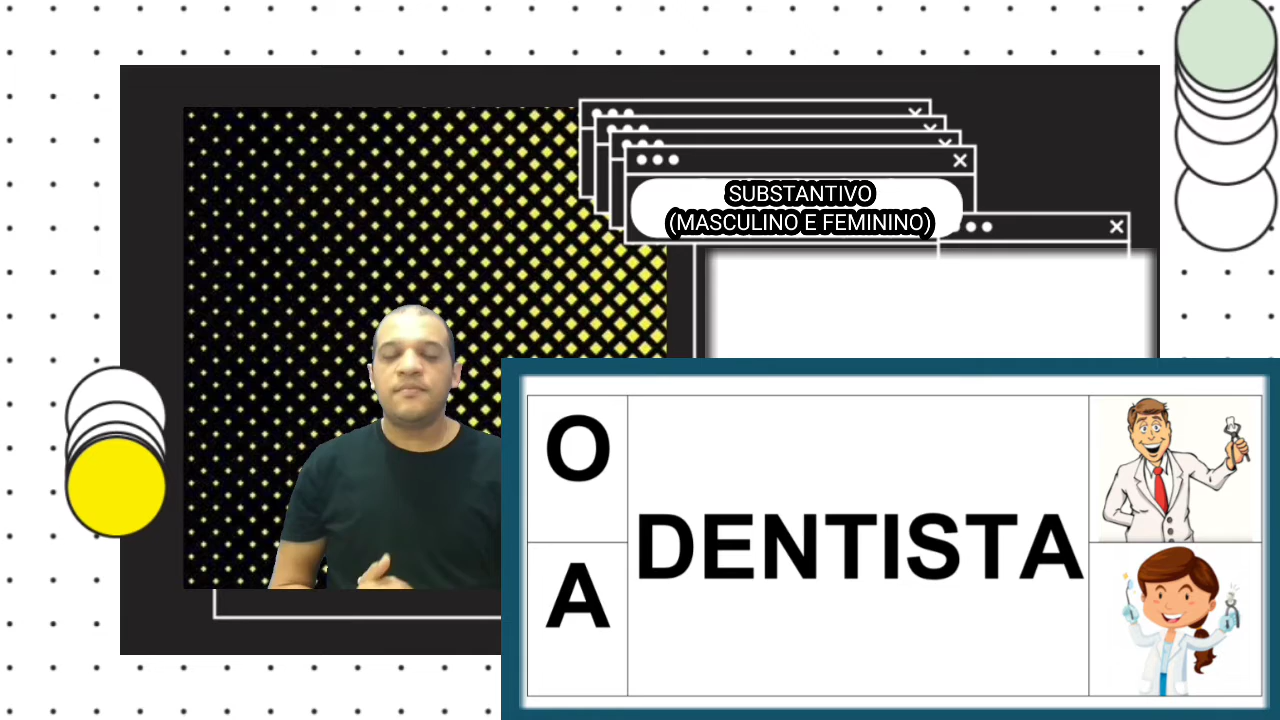 SUBSTANTIVO
(MASCULINO E FEMININO)
O
A
DENTISTA